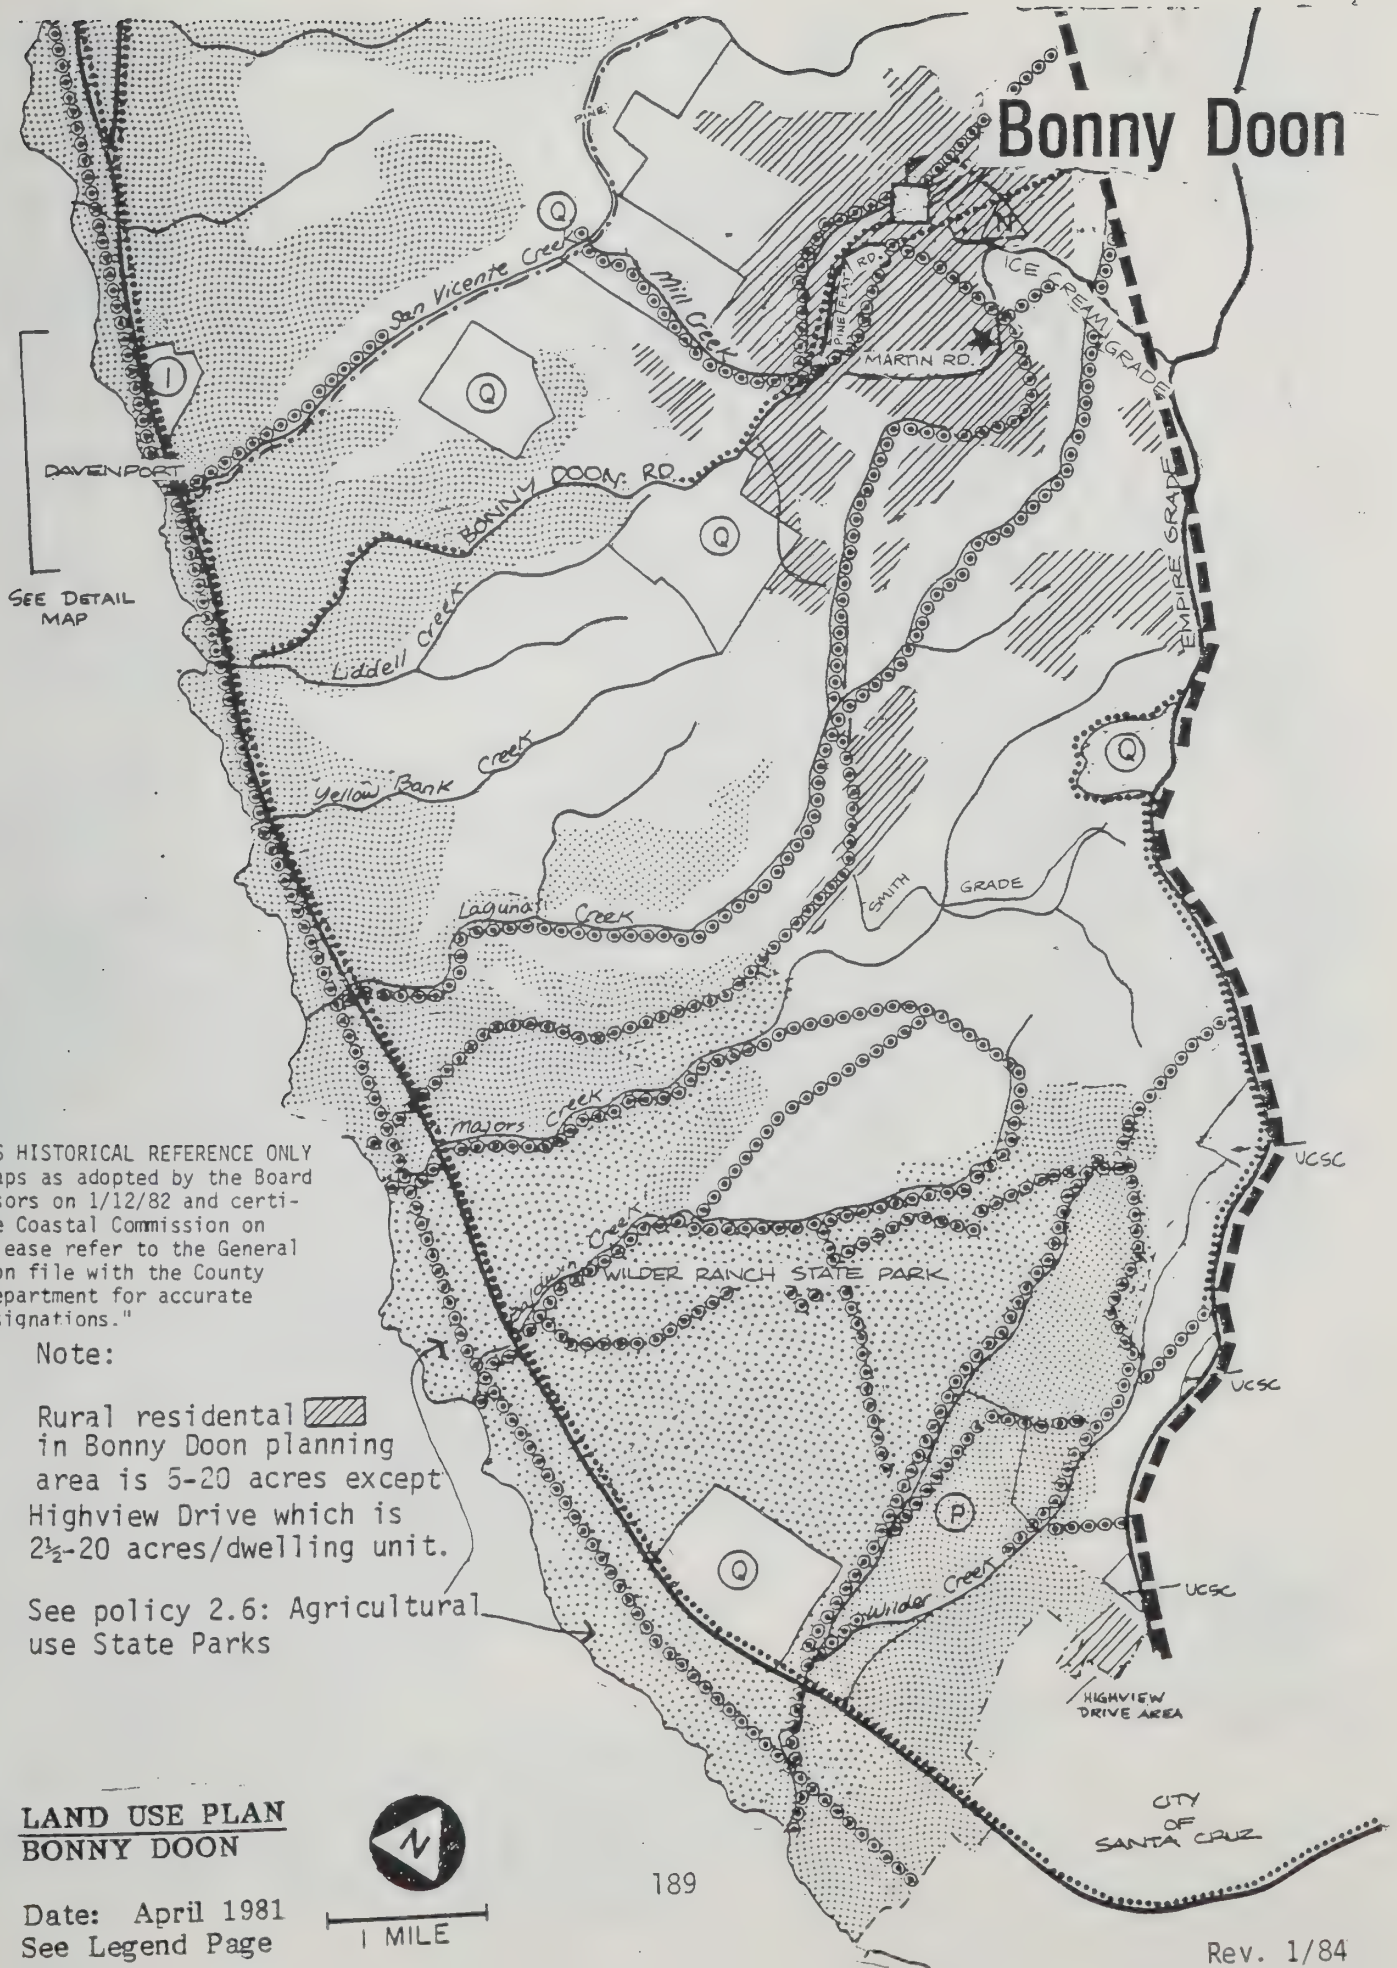 Bonny Doon
PINE
Q
San Vicente Creek
Mill Creek
PINE FLAT RD.
ICE CREAM GRADE
MARTIN RD.
I
Q
DAVENPORT
BONNY DOON RD.
Q
EMPIRE GRADE
SEE DETAIL
MAP
Liddell Creek
Yellow Bank Creek
Q
SMITH GRADE
Laguna Creek
Majors Creek
S HISTORICAL REFERENCE ONLY
aps as adopted by the Board
sors on 1/12/82 and certi-
e Coastal Commission on
ease refer to the General
on file with the County
epartment for accurate
signations."
UCSC
Creek
WILDER RANCH STATE PARK
Note:
UCSC
Rural residental
in Bonny Doon planning
area is 5-20 acres except
Highview Drive which is
2½-20 acres/dwelling unit.
P
Q
Wilder Creek
UCSC
See policy 2.6: Agricultural
use State Parks
HIGHVIEW
DRIVE AREA
LAND USE PLAN
BONNY DOON
N
CITY
OF
SANTA CRUZ
189
Date: April 1981
See Legend Page
1 MILE
Rev. 1/84